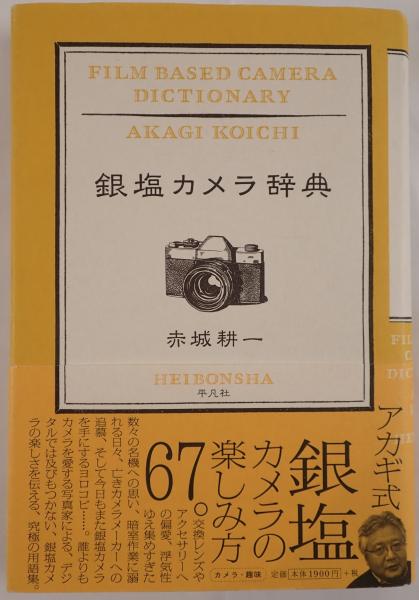 FILM BASED CAMERA
DICTIONARY
AKAGI KOICHI
銀塩カメラ辞典
赤城耕一
HEIBONSHA
平凡社
アカギ式
銀塩
カメラの
楽しみ方
67。
交換レンズや
アクセサリーへ
の偏愛、浮気性
ゆえ集めすぎた
数々の名機への思い、暗室作業に溺
れる日々、亡きカメラメーカーへの
追慕、そして今日もまた銀塩カメラ
を手にするヨロコビ……。誰よりも
カメラを愛する写真家による、デジ
タルでは及びもつかない、銀塩カメ
ラの楽しさを伝える、究極の用語集。
カメラ・趣味
定価 本体1900円 +税
FIL
C
DIC